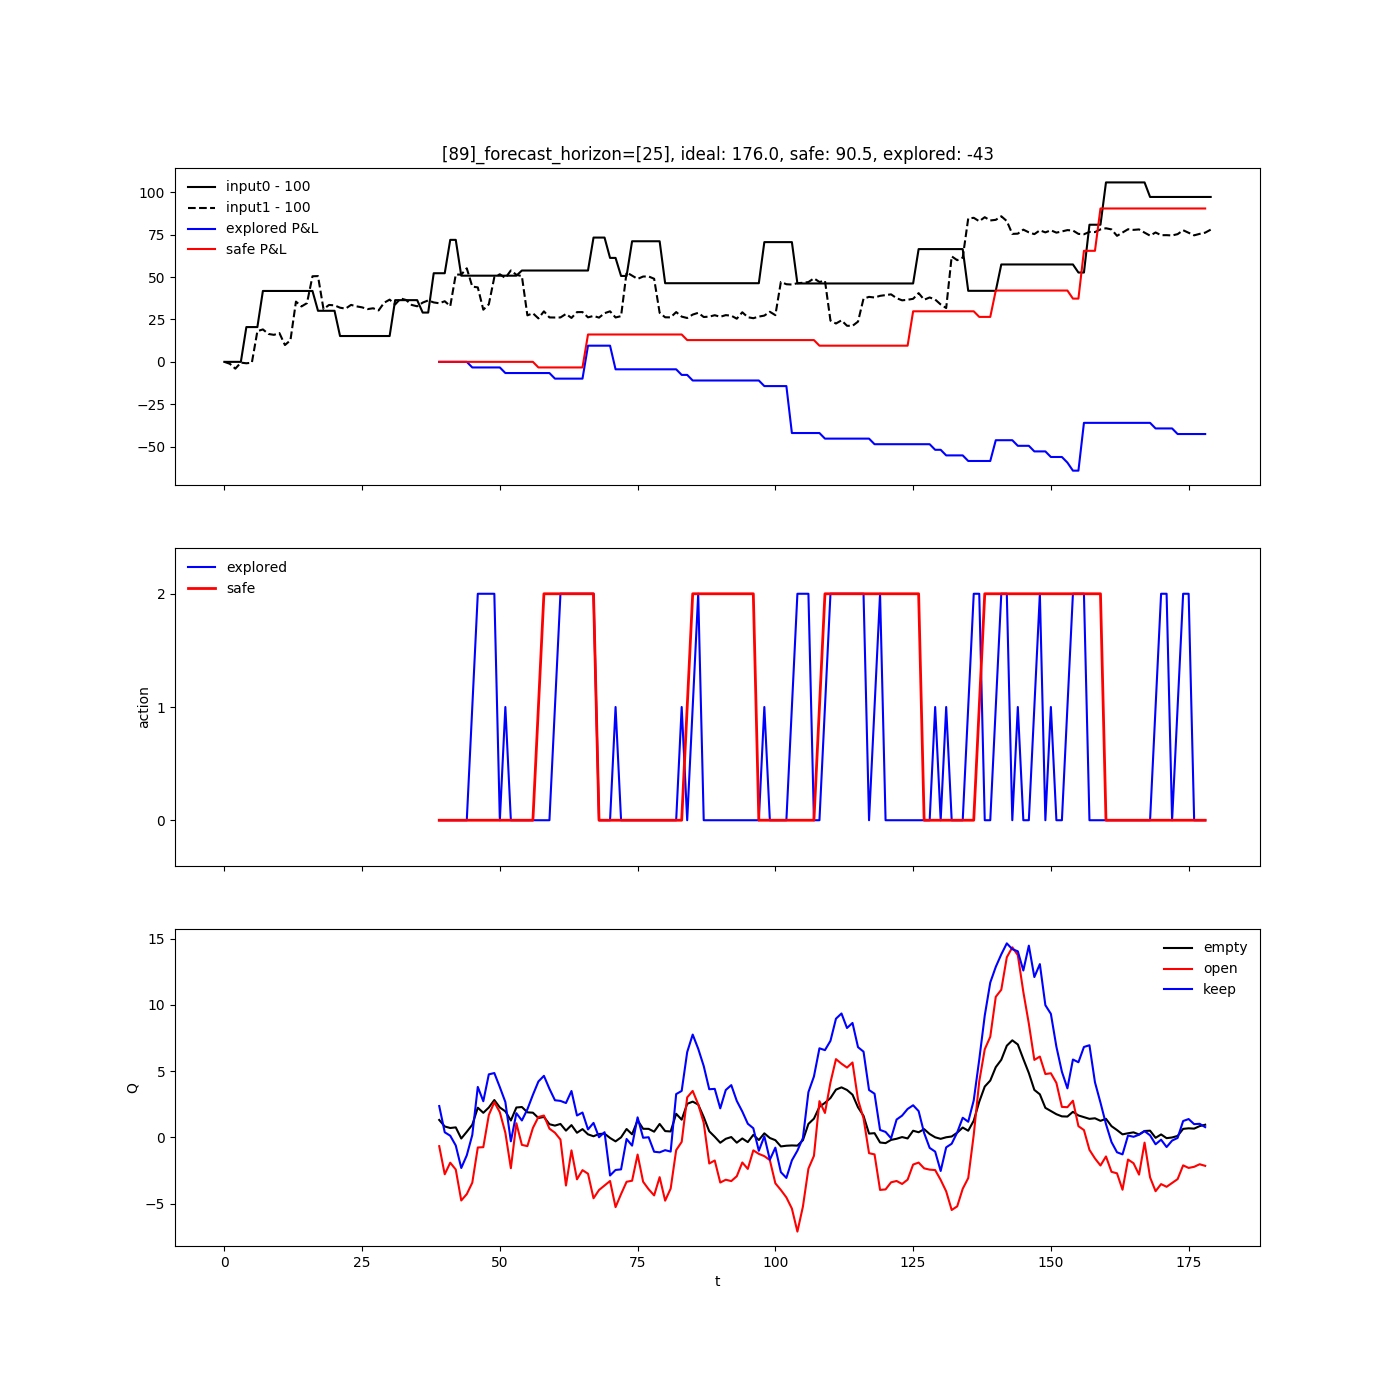 [89]_forecast_horizon=[25], ideal: 176.0, safe: 90.5, explored: -43
input0 - 100
input1 - 100
explored P&L
safe P&L
100
75
50
25
0
−25
−50
explored
safe
2
1
0
action
empty
open
keep
15
10
5
0
−5
Q
0 25 50 75 100 125 150 175
t